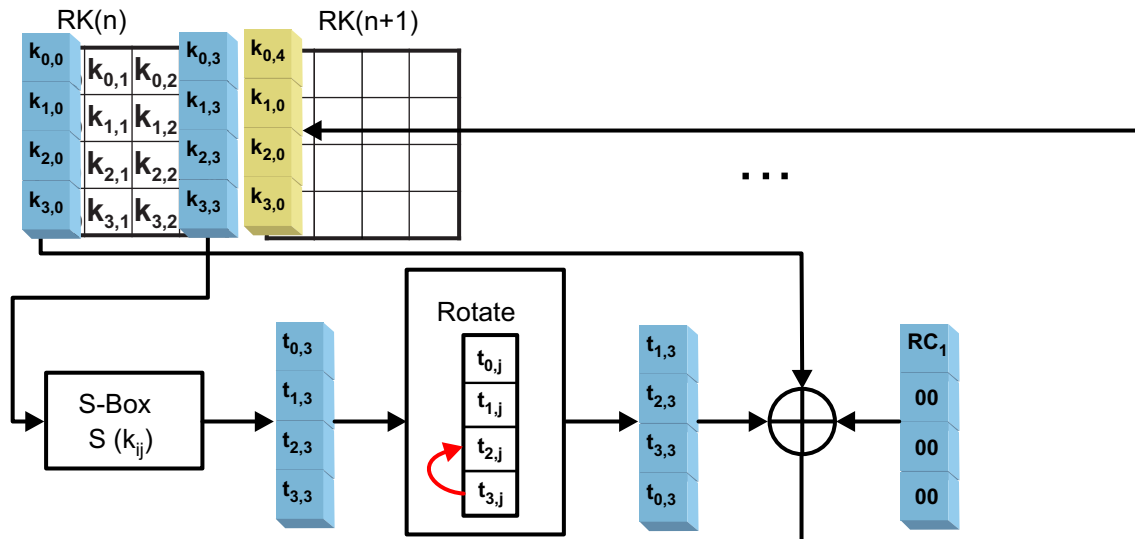 RK(n) RK(n+1)
k0,0 k0,1 k0,2 k0,3 k0,4
k1,0 k1,1 k1,2 k1,3 k1,0
k2,0 k2,1 k2,2 k2,3 k2,0
k3,0 k3,1 k3,2 k3,3 k3,0
...
Rotate
t0,3 t0,j t1,3 RC1
S-Box t1,3 t1,j t2,3 00
S (kij) t2,3 t2,j t3,3 00
t3,3 t3,j t0,3 00